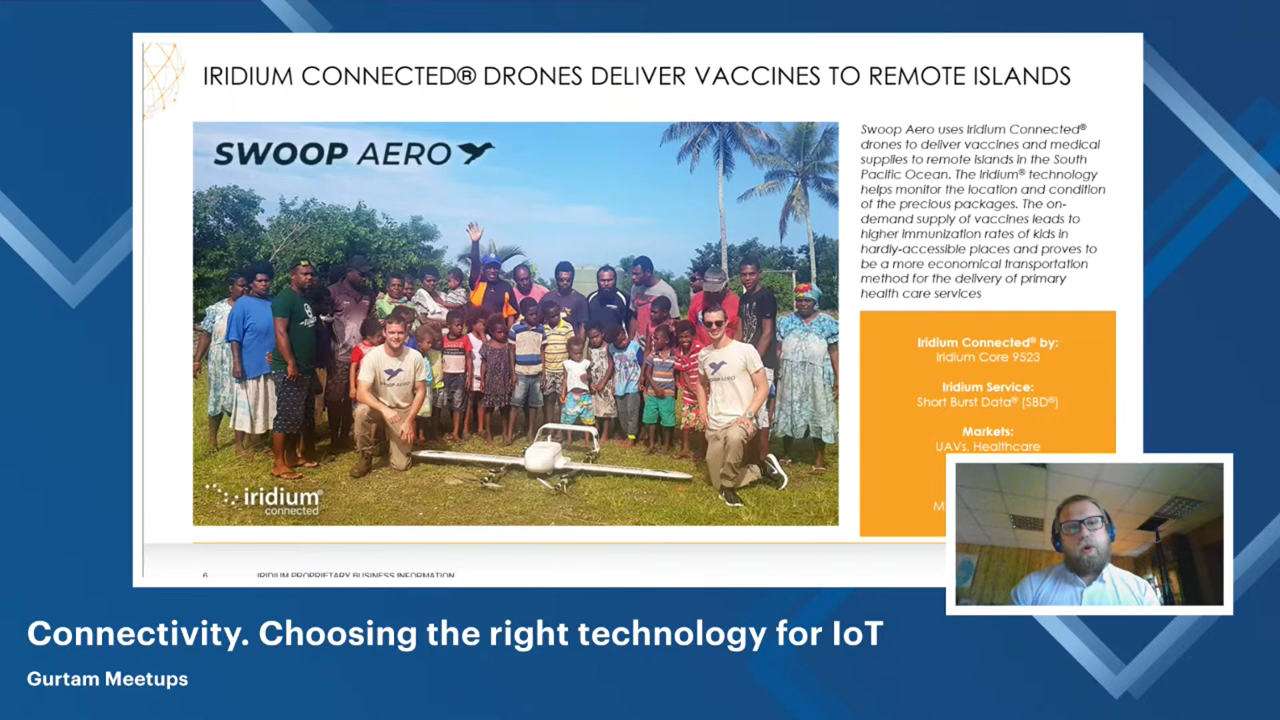 IRIDIUM CONNECTED® DRONES DELIVER VACCINES TO REMOTE ISLANDS
SWOOP AERO
Swoop Aero uses Iridium Connected®
drones to deliver vaccines and medical
supplies to remote islands in the South
Pacific Ocean. The Iridium® technology
helps monitor the location and condition
of the precious packages. The on-
demand supply of vaccines leads to
higher immunization rates of kids in
hardly-accessible places and proves to
be a more economical transportation
method for the delivery of primary
health care services
SWOOP AERO
SWOOP AERO
iridium
connected
Iridium Connected® by:
Iridium Core 9523
Iridium Service:
Short Burst Data® (SBD®)
Markets:
UAVs, Healthcare
6 IRIDIUM PROPRIETARY BUSINESS INFORMATION
Connectivity. Choosing the right technology for IoT
Gurtam Meetups